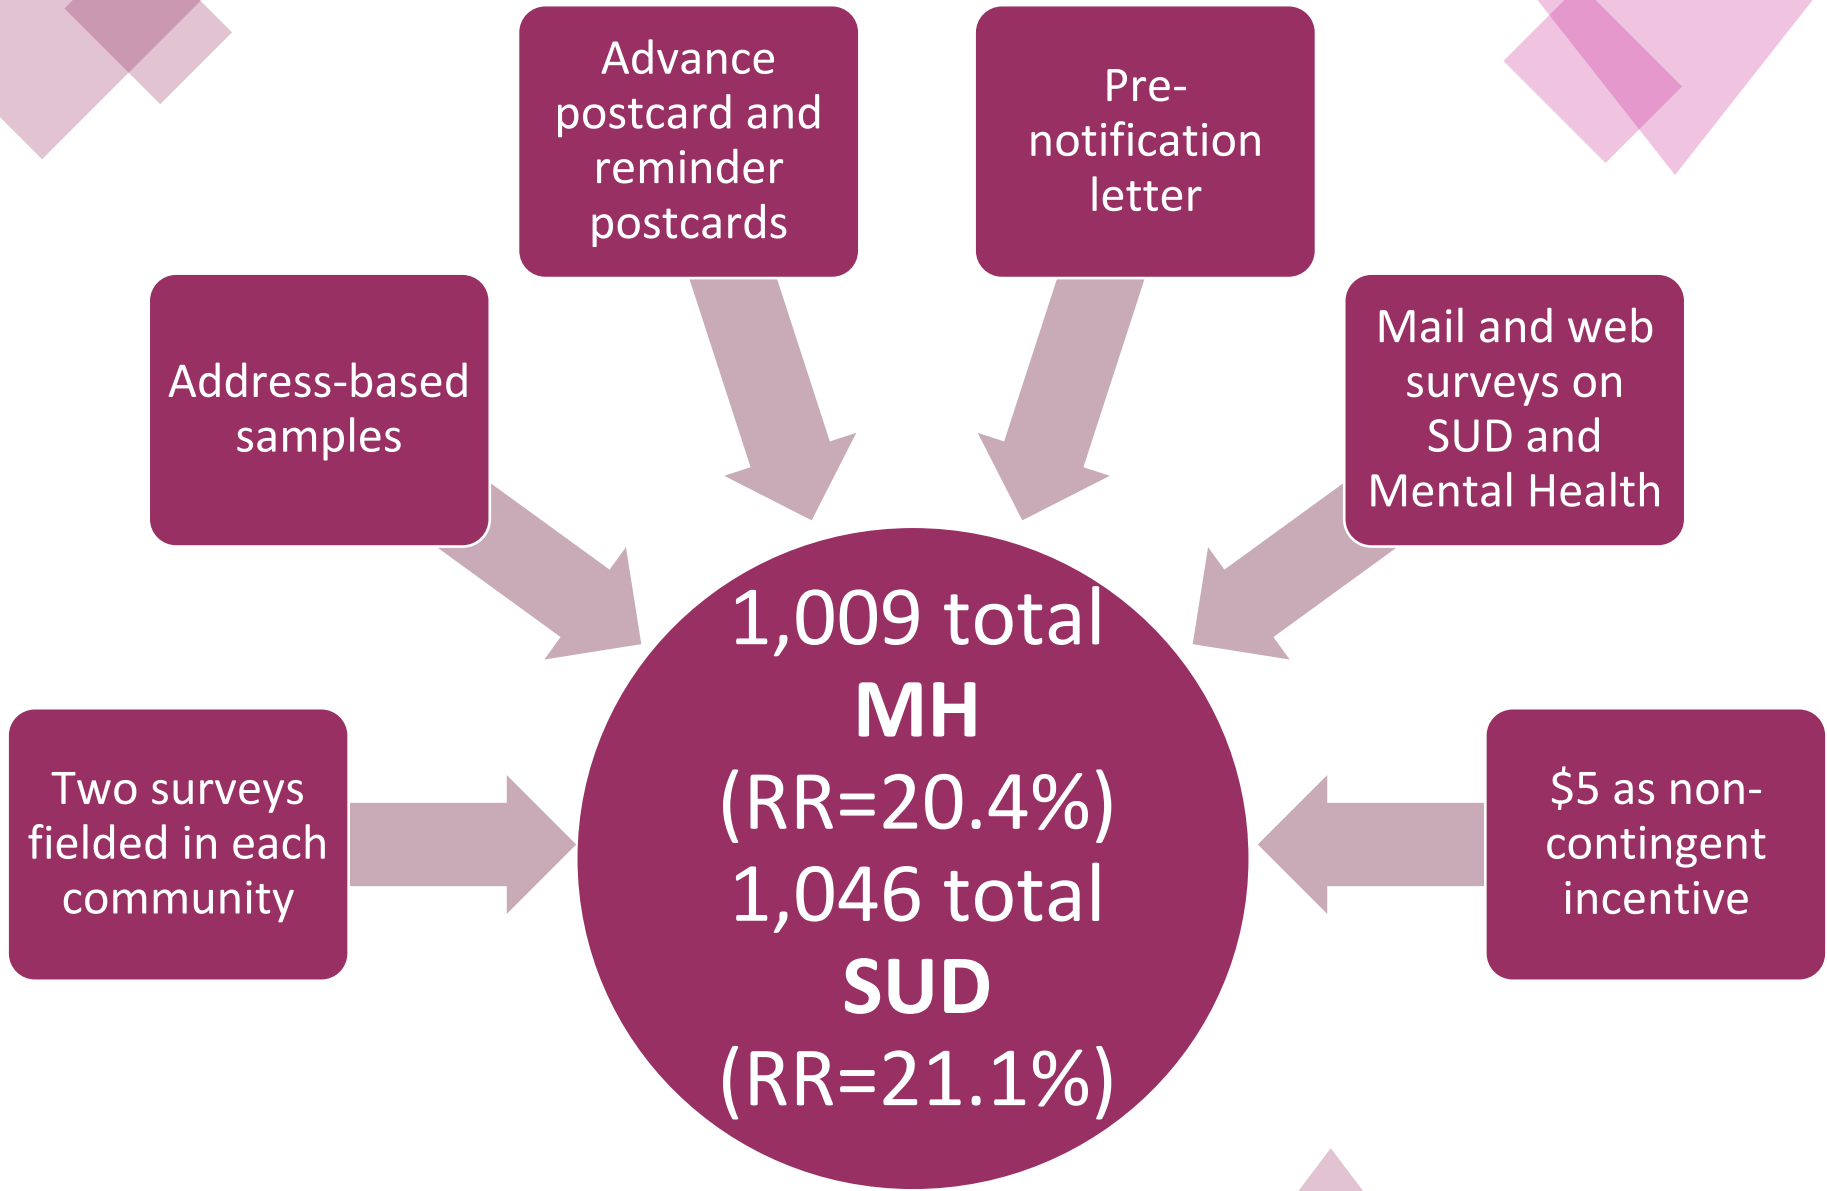 Advance
postcard and
reminder
postcards
Pre-
notification
letter
Address-based
samples
Mail and web
surveys on
SUD and
Mental Health
Two surveys
fielded in each
community
1,009 total
MH
(RR=20.4%)
1,046 total
SUD
(RR=21.1%)
$5 as non-
contingent
incentive